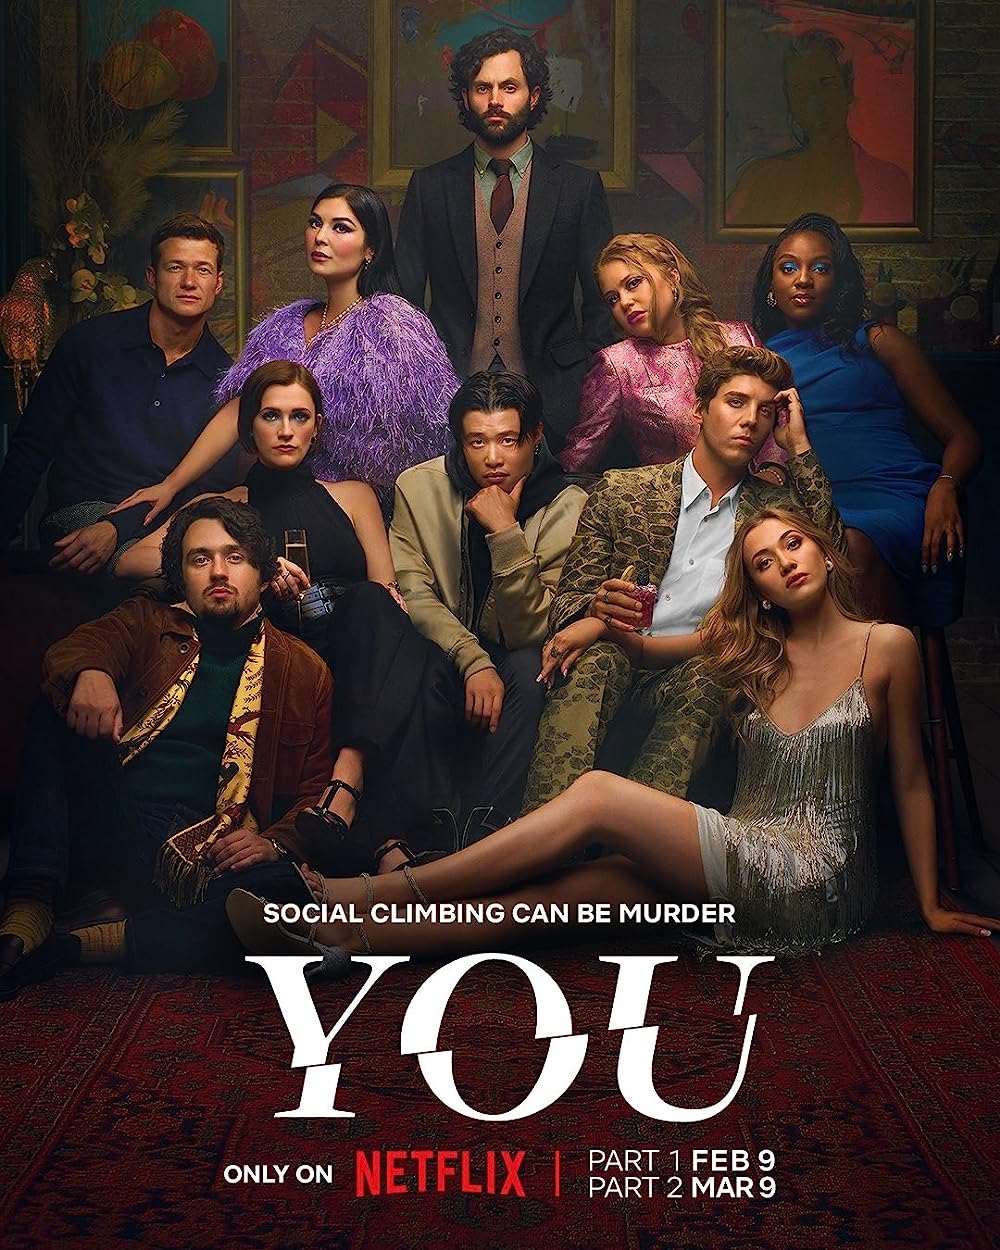 SOCIAL CLIMBING CAN BE MURDER
YOU
ONLY ON NETFLIX | PART 1 FEB 9
PART 2 MAR 9